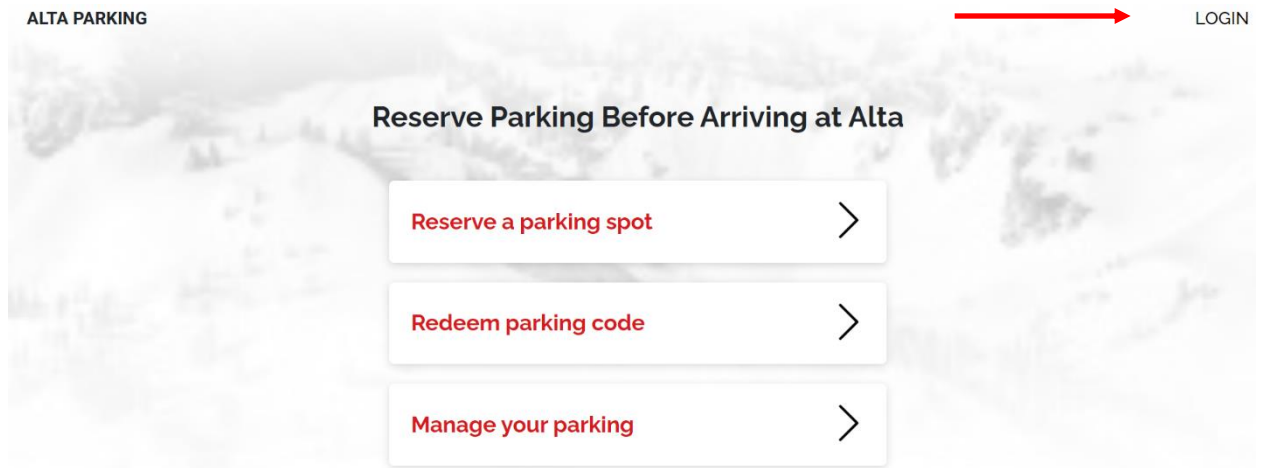 ALTA PARKING
LOGIN
Reserve Parking Before Arriving at Alta
Reserve a parking spot
Redeem parking code
Manage your parking